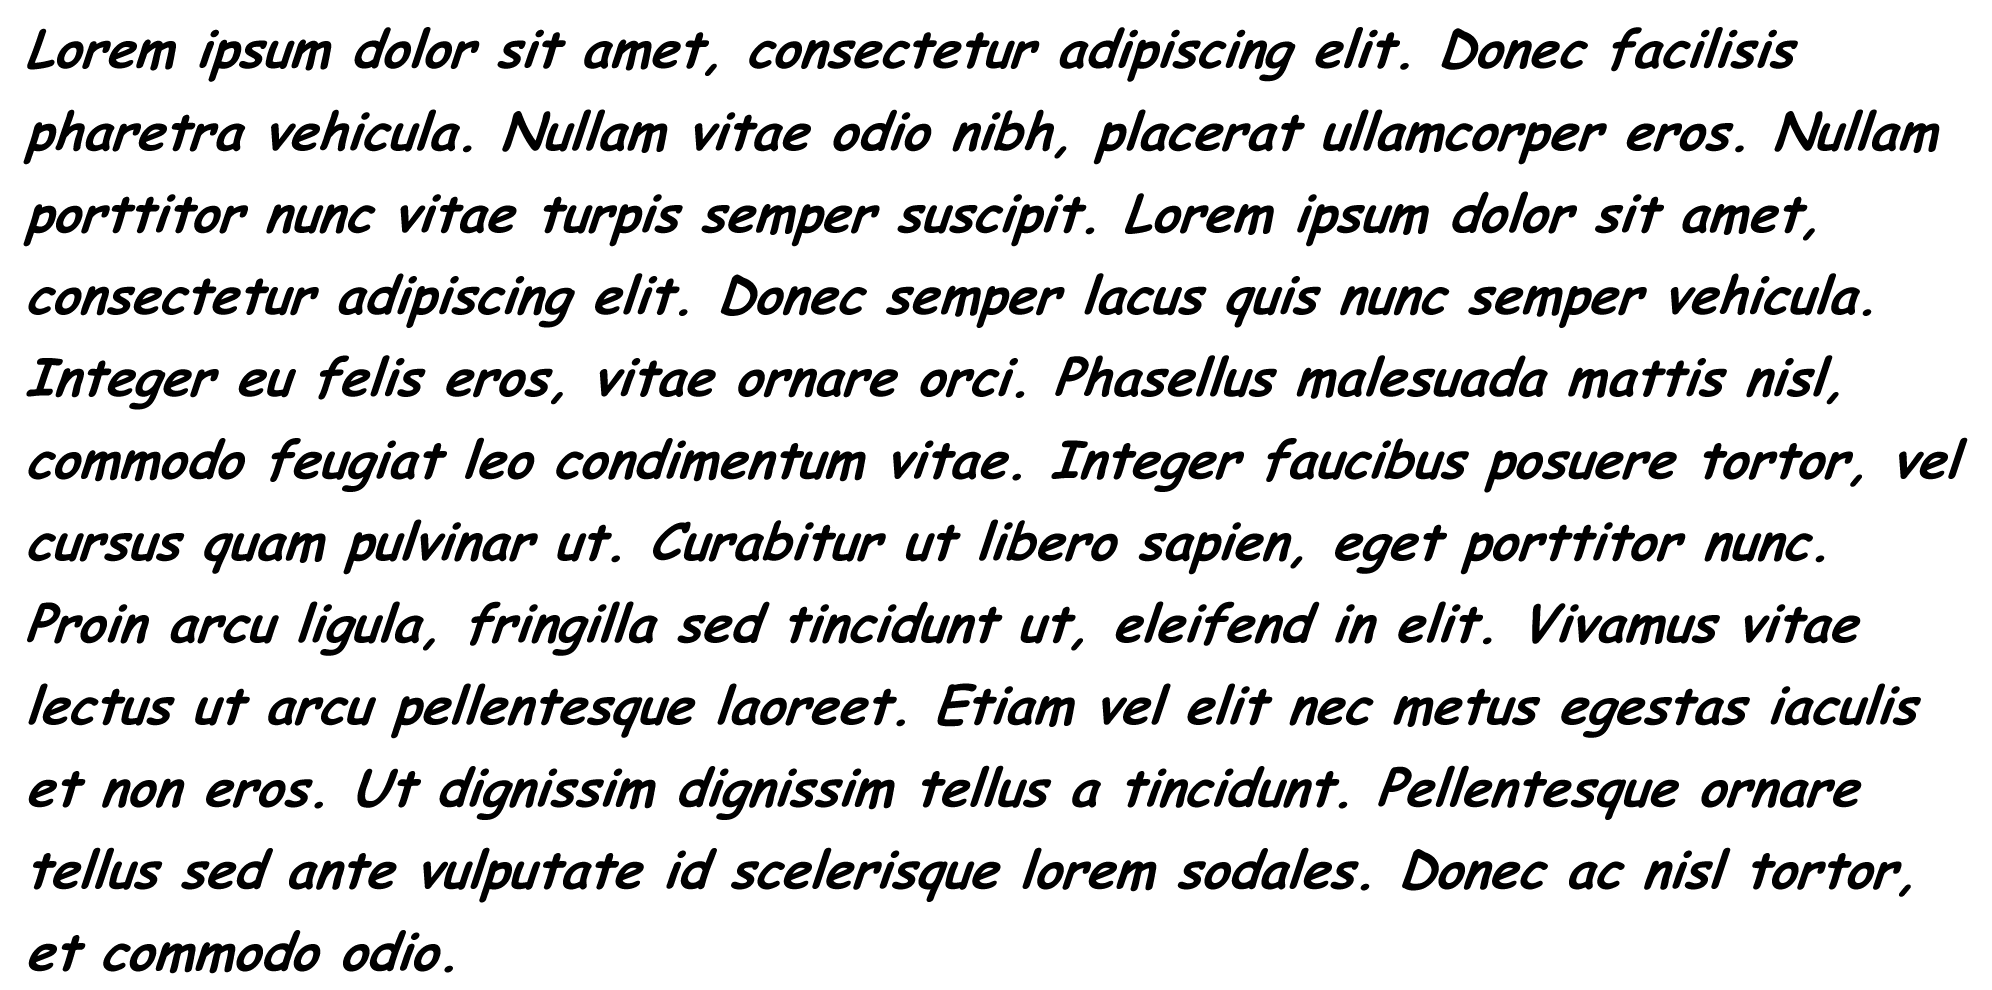 Lorem ipsum dolor sit amet, consectetur adipiscing elit. Donec facilisis
pharetra vehicula. Nullam vitae odio nibh, placerat ullamcorper eros. Nullam
porttitor nunc vitae turpis semper suscipit. Lorem ipsum dolor sit amet,
consectetur adipiscing elit. Donec semper lacus quis nunc semper vehicula.
Integer eu felis eros, vitae ornare orci. Phasellus malesuada mattis nisl,
commodo feugiat leo condimentum vitae. Integer faucibus posuere tortor, vel
cursus quam pulvinar ut. Curabitur ut libero sapien, eget porttitor nunc.
Proin arcu ligula, fringilla sed tincidunt ut, eleifend in elit. Vivamus vitae
lectus ut arcu pellentesque laoreet. Etiam vel elit nec metus egestas iaculis
et non eros. Ut dignissim dignissim tellus a tincidunt. Pellentesque ornare
tellus sed ante vulputate id scelerisque lorem sodales. Donec ac nisl tortor,
et commodo odio.